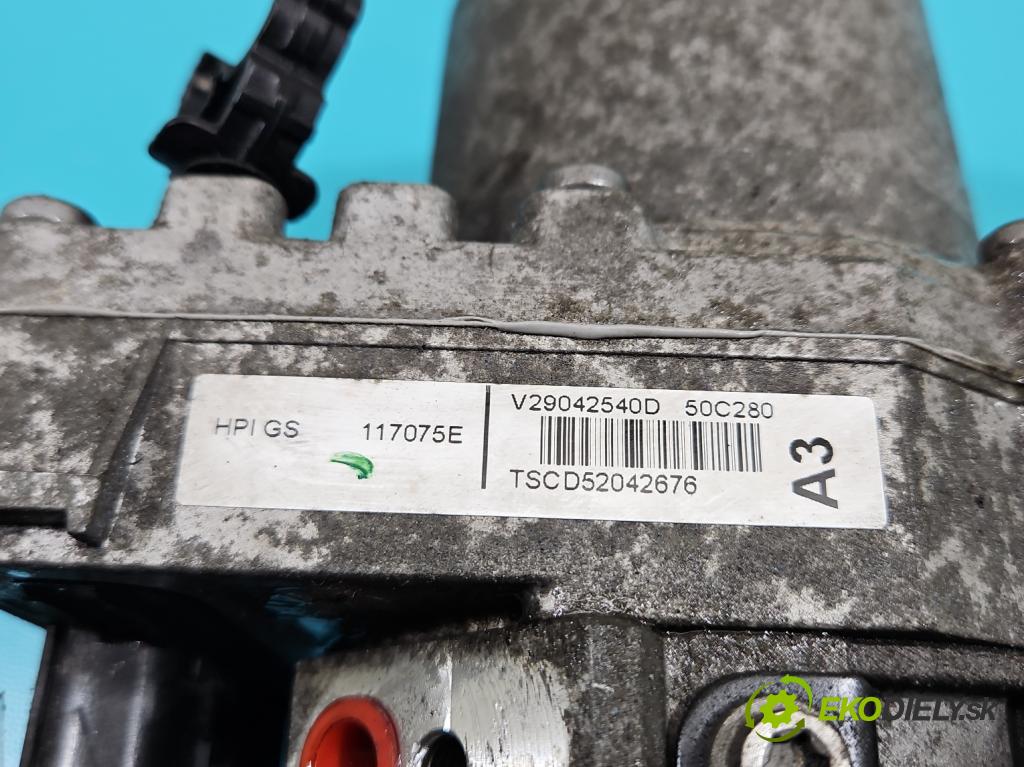 HPI GS 117075E
V29042540D 50C280
TSCD52042676
A3
EKODIELY.SK